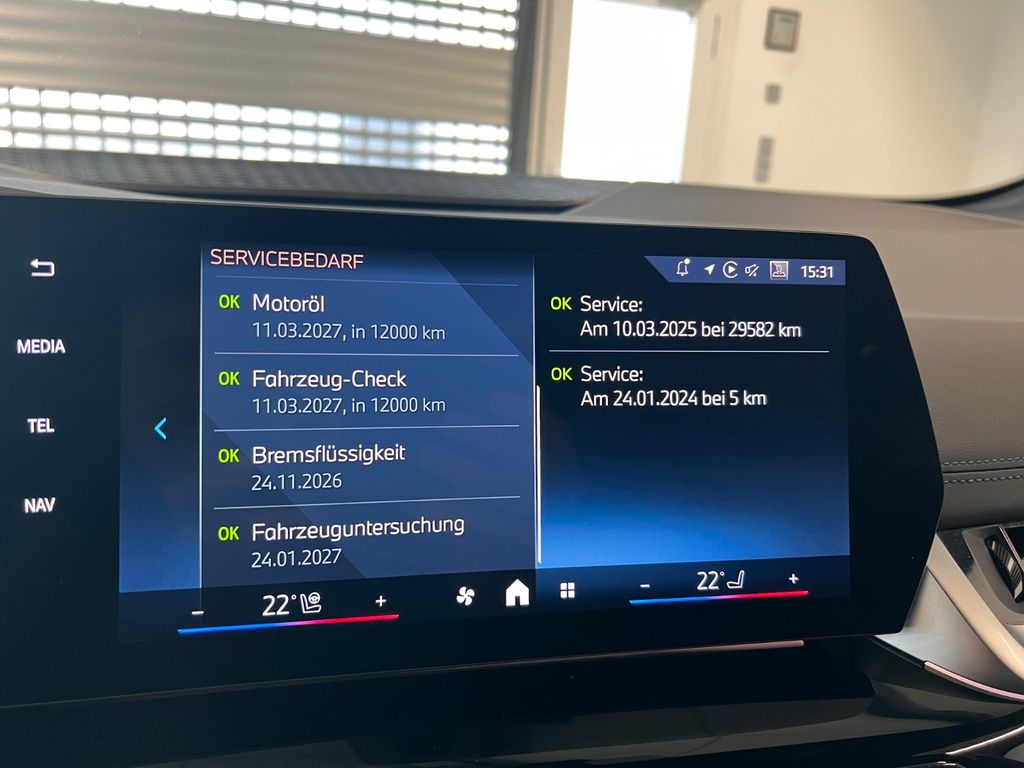 SERVICEBEDARF
15:31
MEDIA
TEL
NAV
OK Motoröl
11.03.2027, in 12000 km
OK Fahrzeug-Check
11.03.2027, in 12000 km
OK Bremsflüssigkeit
24.11.2026
OK Fahrzeuguntersuchung
24.01.2027
OK Service:
Am 10.03.2025 bei 29582 km
OK Service:
Am 24.01.2024 bei 5 km
- 22° +
- 22° +